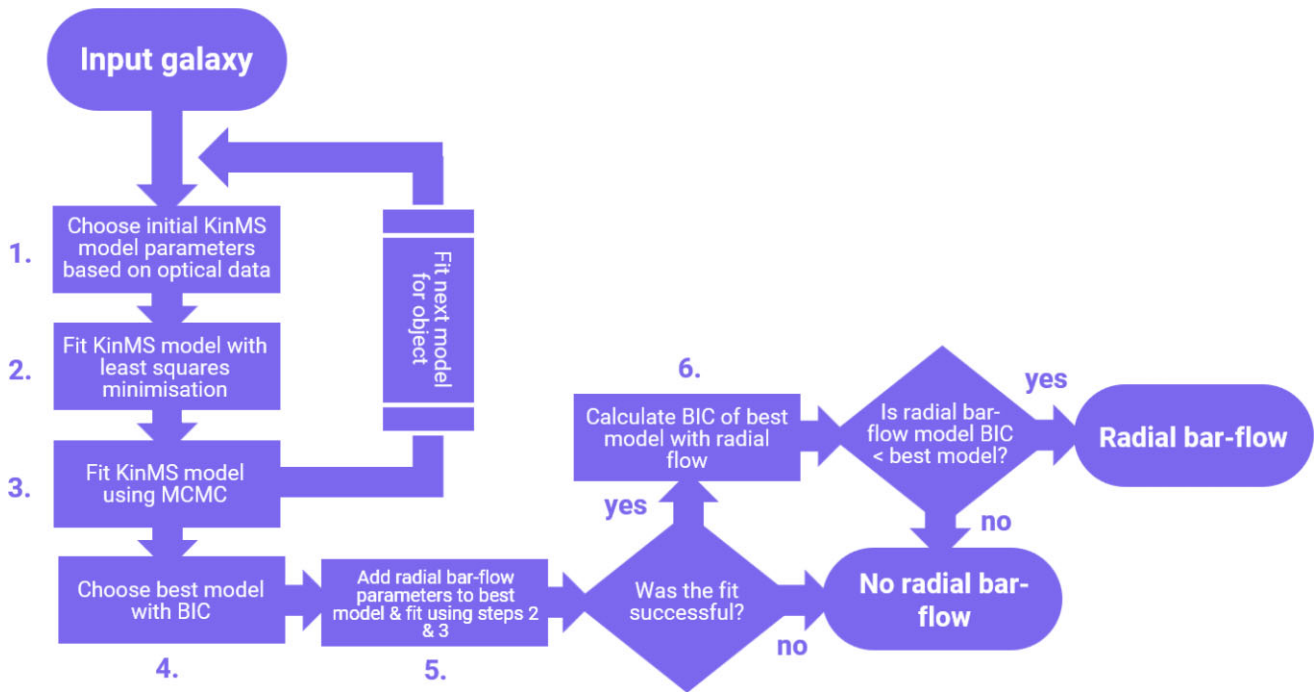 Input galaxy
1.
Choose initial KinMS
model parameters
based on optical data
2.
Fit KinMS model with
least squares
minimisation
3.
Fit KinMS model
using MCMC
Fit next model
for object
Choose best model
with BIC
4.
Add radial bar-flow
parameters to best
model & fit using steps 2
& 3
5.
Was the fit
successful?
yes
no
6.
Calculate BIC of best
model with radial
flow
Is radial bar-
flow model BIC
< best model?
yes
no
Radial bar-flow
No radial bar-
flow